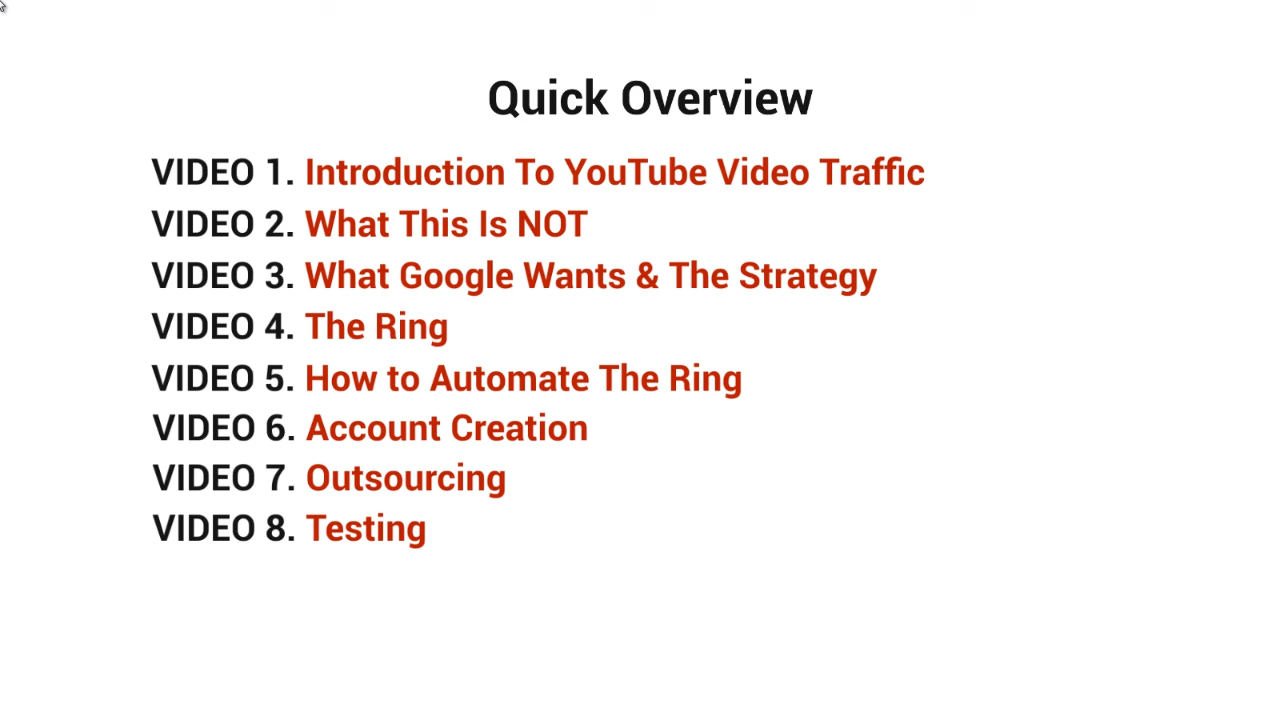 Quick Overview
VIDEO 1. Introduction To YouTube Video Traffic
VIDEO 2. What This Is NOT
VIDEO 3. What Google Wants & The Strategy
VIDEO 4. The Ring
VIDEO 5. How to Automate The Ring
VIDEO 6. Account Creation
VIDEO 7. Outsourcing
VIDEO 8. Testing